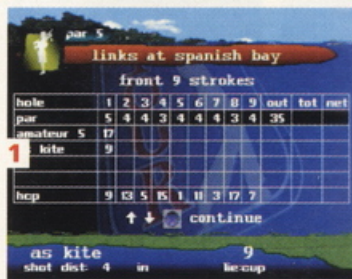 par 5
links at spanish bay
front 9 strokes
hole 1 2 3 4 5 6 7 8 9 out tot net
par 5 4 4 3 4 4 4 3 4 35
amateur 5 17
kite 9
1
hcp 9 13 5 15 1 11 3 17 7
continue
as kite 9
shot dist: 4 in lie:cup